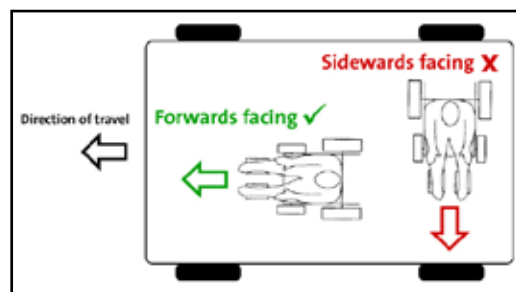 Sidewards facing X
Direction of travel
Forwards facing ✓